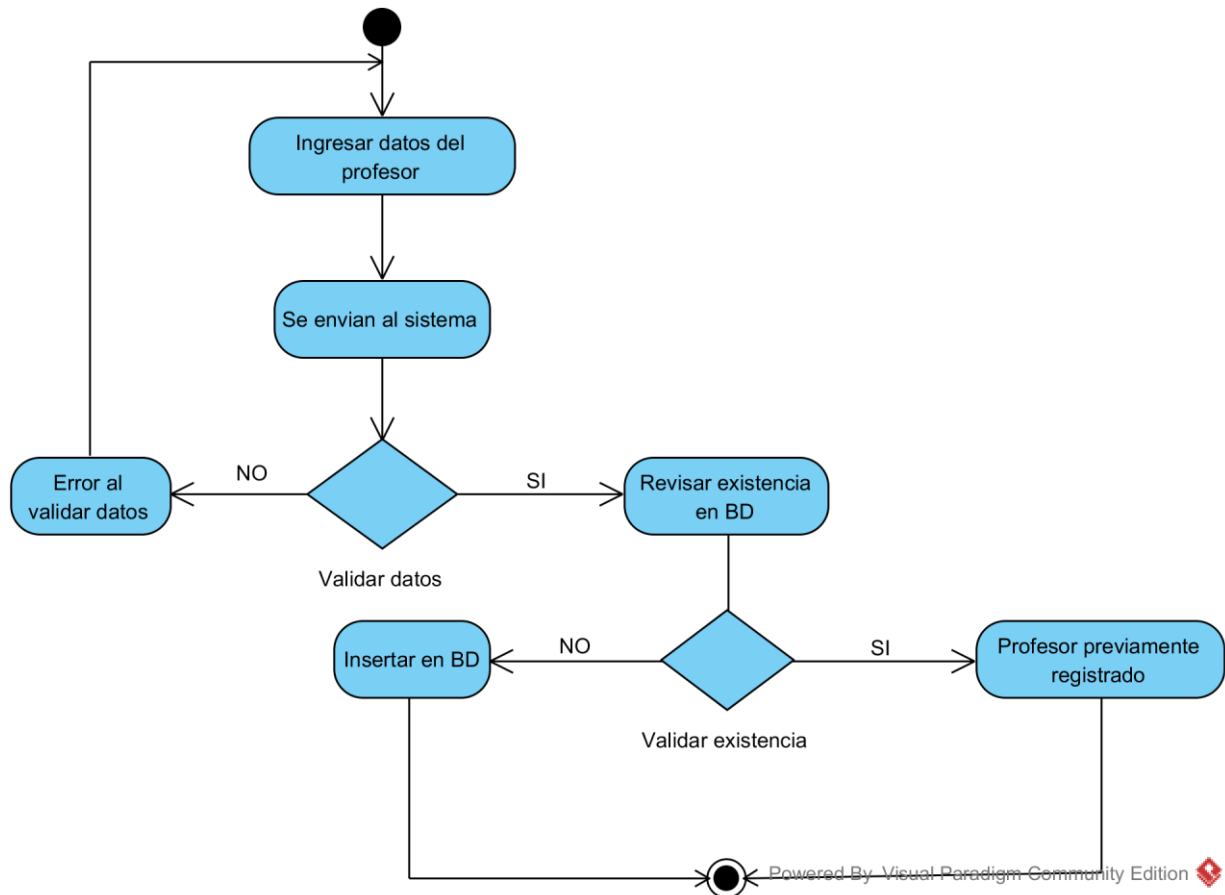 Ingresar datos del
profesor
Se envian al sistema
Error al
validar datos
NO
SI
Revisar existencia
en BD
Validar datos
Insertar en BD
NO
SI
Profesor previamente
registrado
Validar existencia
Powered By Visual Paradigm Community Edition